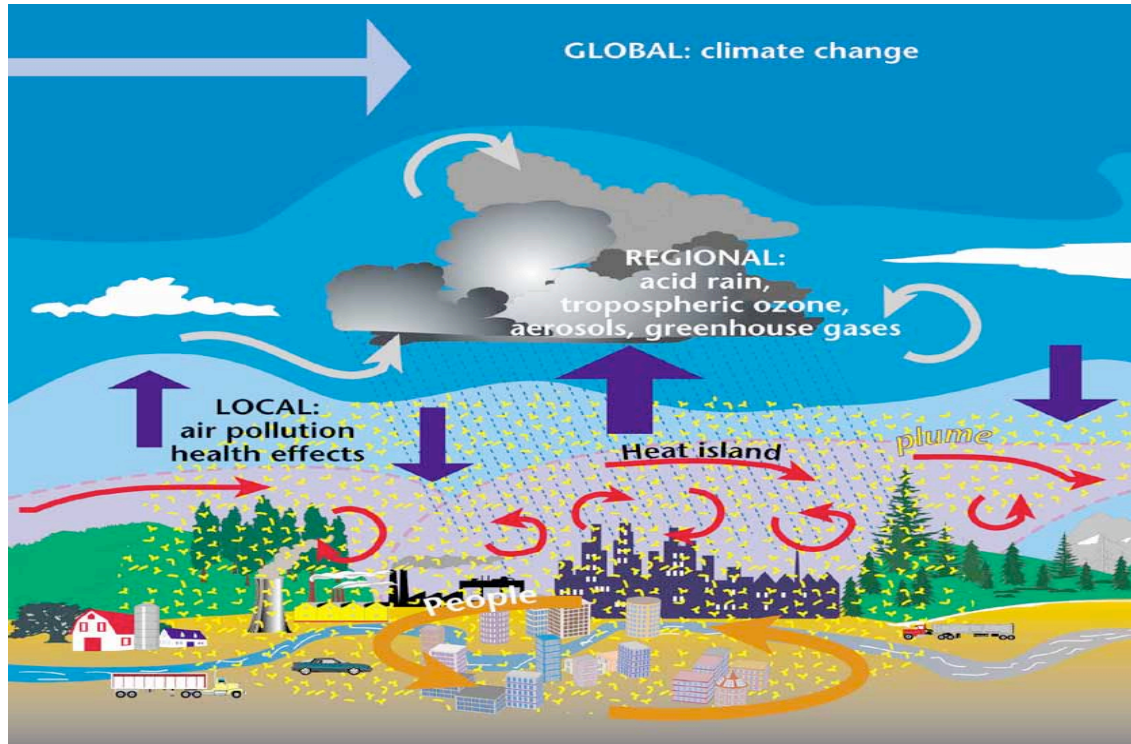 GLOBAL: climate change
REGIONAL:
acid rain,
tropospheric ozone,
aerosols, greenhouse gases
LOCAL:
air pollution
health effects
Heat island
plume
People